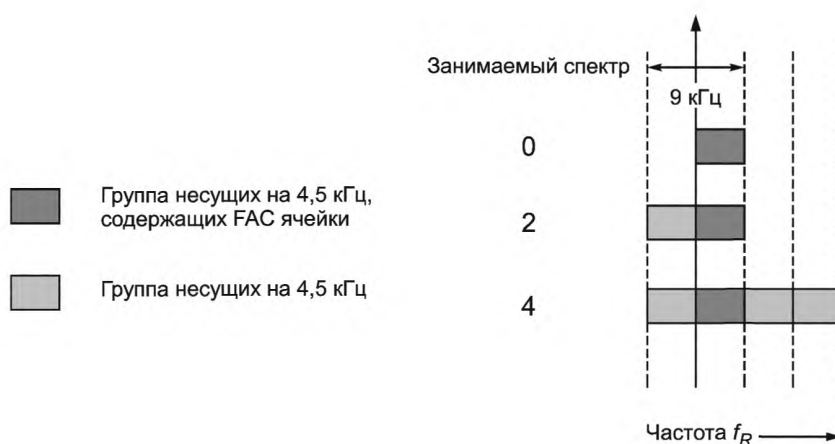 Занимаемый спектр
9 кГц
0
Группа несущих на 4,5 кГц,
содержащих FAC ячейки
2
Группа несущих на 4,5 кГц
4
Частота fR